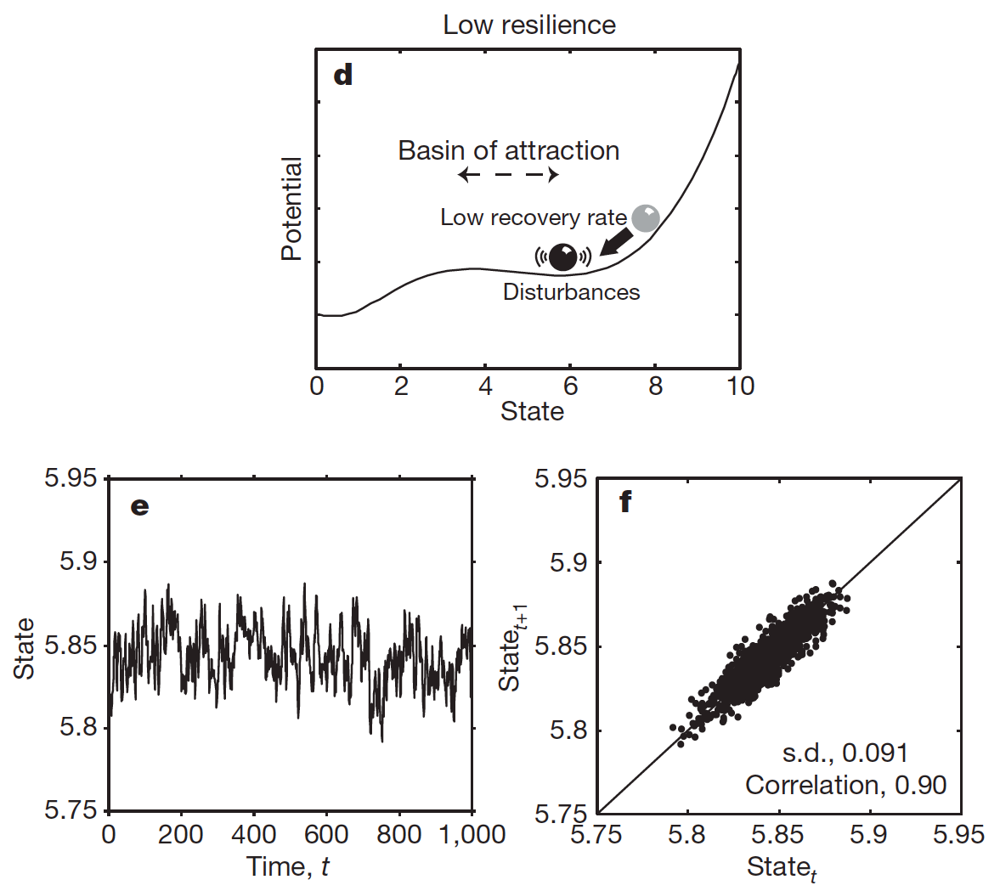 Low resilience
d
Basin of attraction
Low recovery rate
Disturbances
Potential
0 2 4 6 8 10
State
5.95
5.9
5.85
5.8
5.75
e
State
0 200 400 600 800 1,000
Time, t
5.95
5.9
5.85
5.8
5.75
f
State t+1
s.d., 0.091
Correlation, 0.90
5.75 5.8 5.85 5.9 5.95
State t